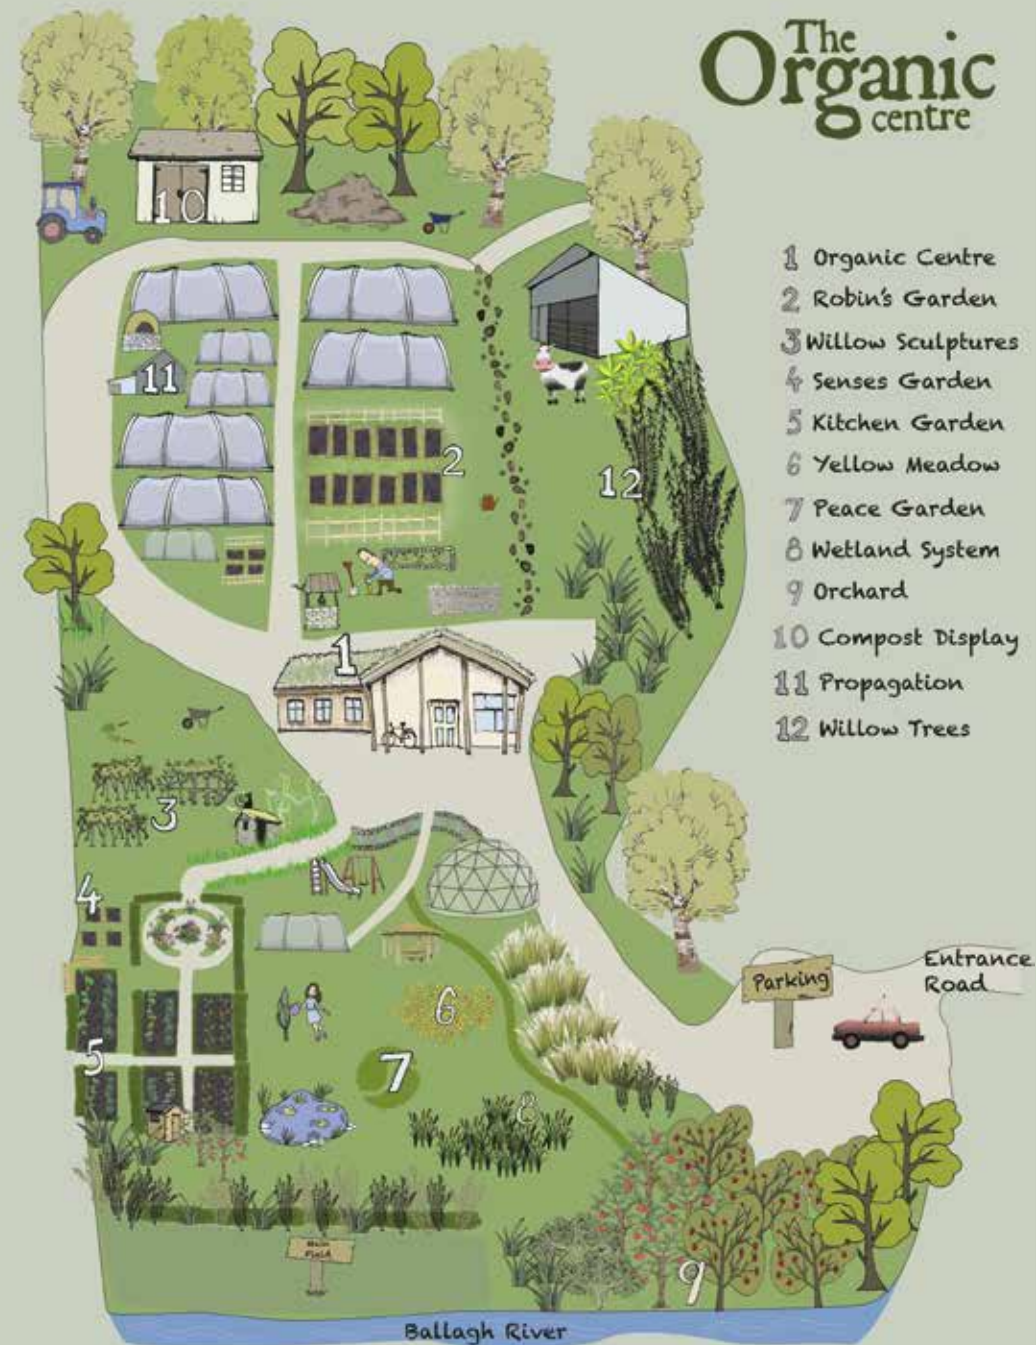 The
Organic
centre
1 Organic Centre
2 Robin's Garden
3 Willow Sculptures
4 Senses Garden
5 Kitchen Garden
6 Yellow Meadow
7 Peace Garden
8 Wetland System
9 Orchard
10 Compost Display
11 Propagation
12 Willow Trees
10
11
2
12
1
3
4
Parking
Entrance
Road
6
5
7
8
Main
Field
9
Ballagh River